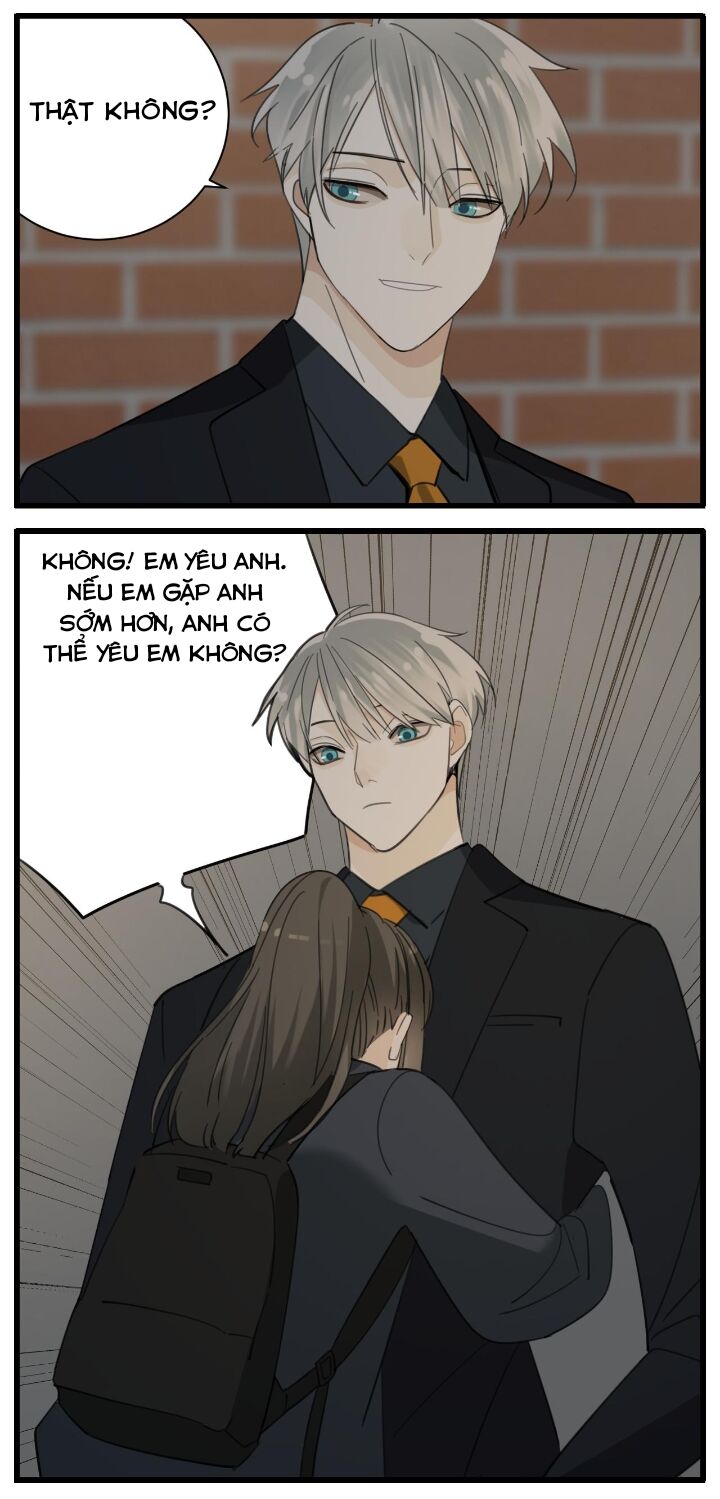 THẬT KHÔNG?
KHÔNG! EM YÊU ANH.
NẾU EM GẶP ANH
SỚM HƠN, ANH CÓ
THỂ YÊU EM KHÔNG?